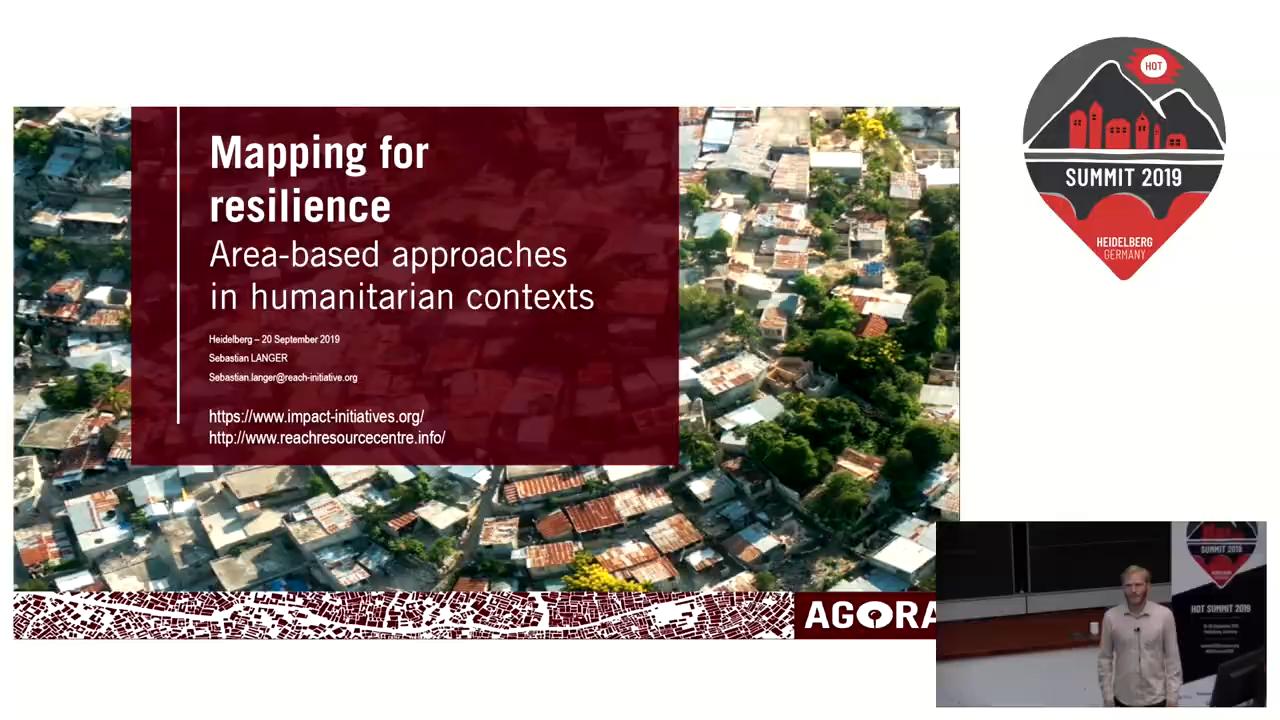 Mapping for
resilience
Area-based approaches
in humanitarian contexts
Heidelberg – 20 September 2019
Sebastian LANGER
Sebastian.langer@reach-initiative.org
https://www.impact-initiatives.org/
http://www.reachresourcecentre.info/
AGORA
HOT
SUMMIT 2019
HEIDELBERG
GERMANY
SUMMIT 2019
HOT SUMMIT 2019